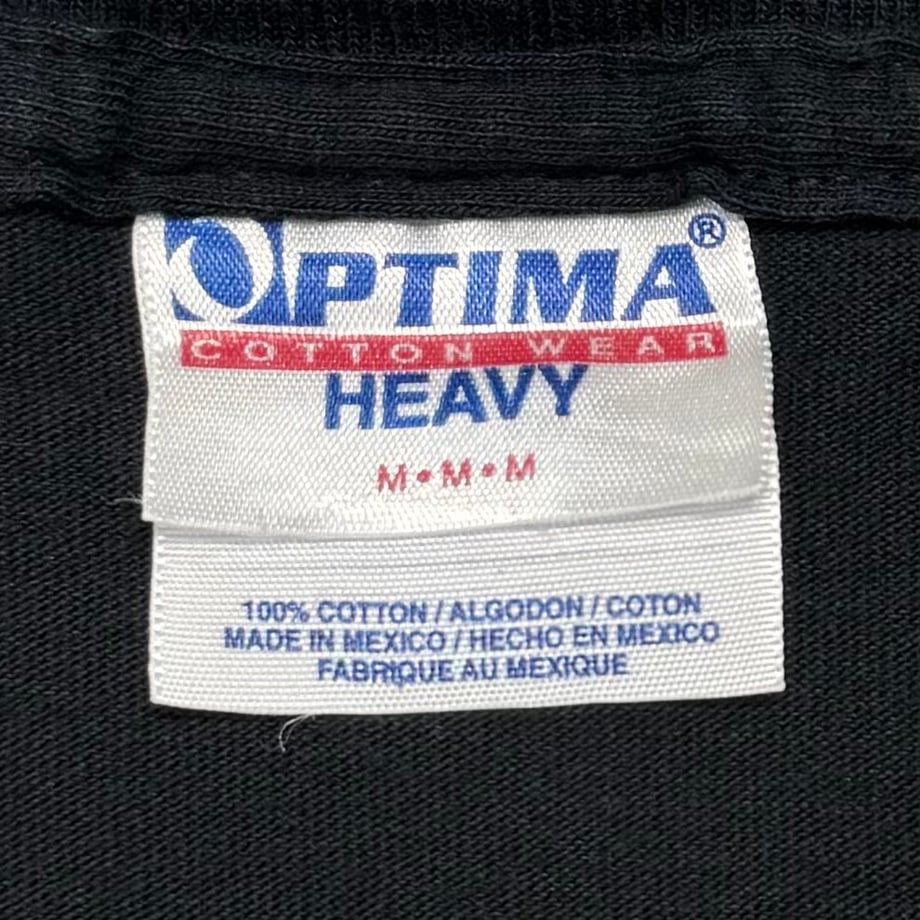 OPTIMA®
COTTON WEAR
HEAVY
M•M•M
100% COTTON / ALGODON / COTON
MADE IN MEXICO / HECHO EN MEXICO
FABRIQUE AU MEXIQUE